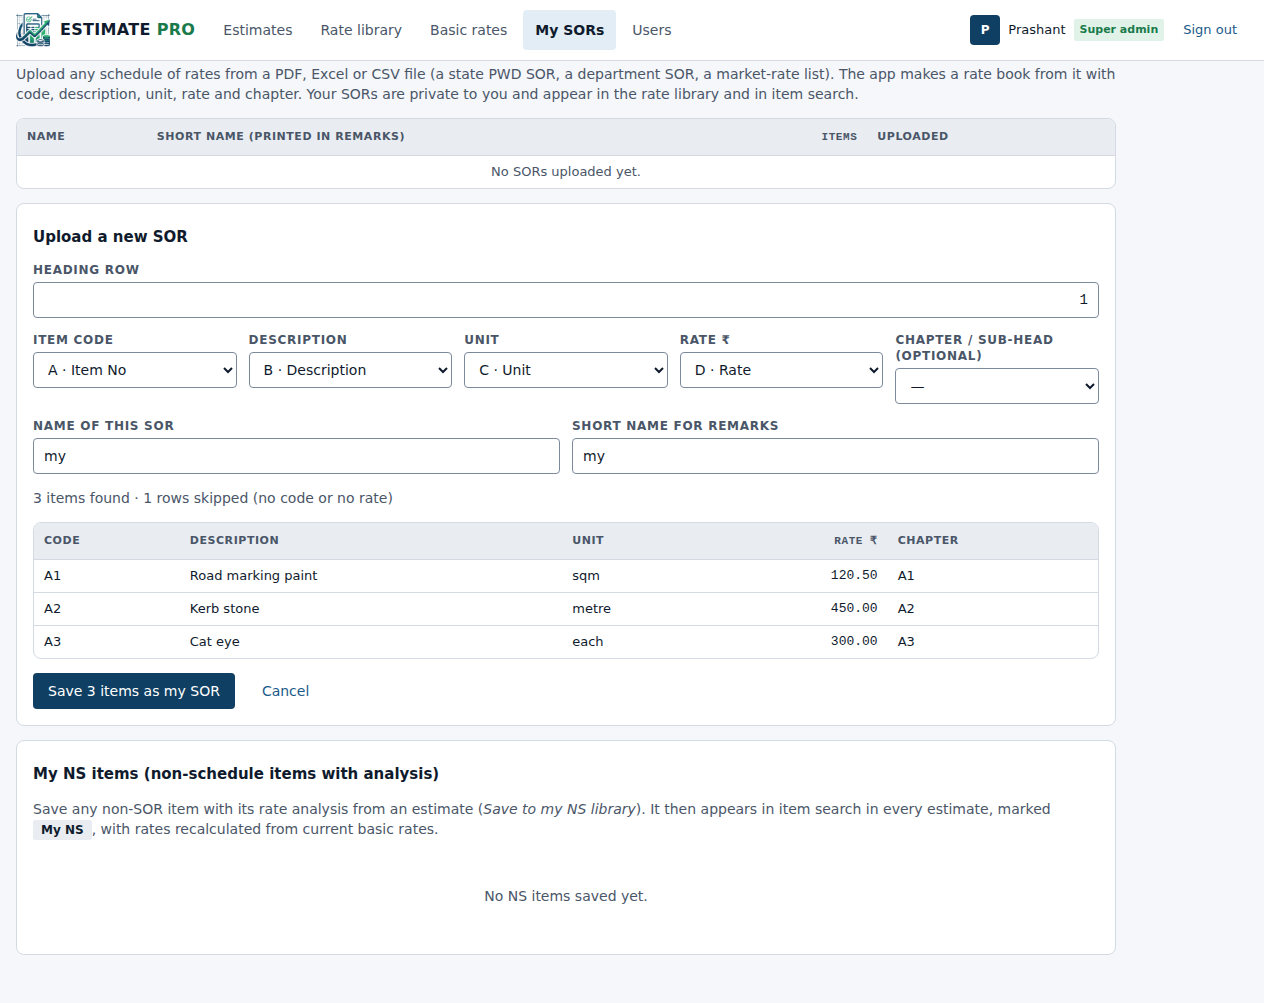 ESTIMATE PRO
Estimates
Rate library
Basic rates
My SORs
Users
P
Prashant
Super admin
Sign out
Upload any schedule of rates from a PDF, Excel or CSV file (a state PWD SOR, a department SOR, a market-rate list). The app makes a rate book from it with
code, description, unit, rate and chapter. Your SORs are private to you and appear in the rate library and in item search.
NAME SHORT NAME (PRINTED IN REMARKS) ITEMS UPLOADED
No SORs uploaded yet.
Upload a new SOR
HEADING ROW
1
ITEM CODE DESCRIPTION UNIT RATE ₹ CHAPTER / SUB-HEAD
(OPTIONAL)
A · Item No B · Description C · Unit D · Rate —
NAME OF THIS SOR SHORT NAME FOR REMARKS
my my
3 items found · 1 rows skipped (no code or no rate)
CODE DESCRIPTION UNIT RATE ₹ CHAPTER
A1 Road marking paint sqm 120.50 A1
A2 Kerb stone metre 450.00 A2
A3 Cat eye each 300.00 A3
Save 3 items as my SOR Cancel
My NS items (non-schedule items with analysis)
Save any non-SOR item with its rate analysis from an estimate (Save to my NS library). It then appears in item search in every estimate, marked
My NS , with rates recalculated from current basic rates.
No NS items saved yet.